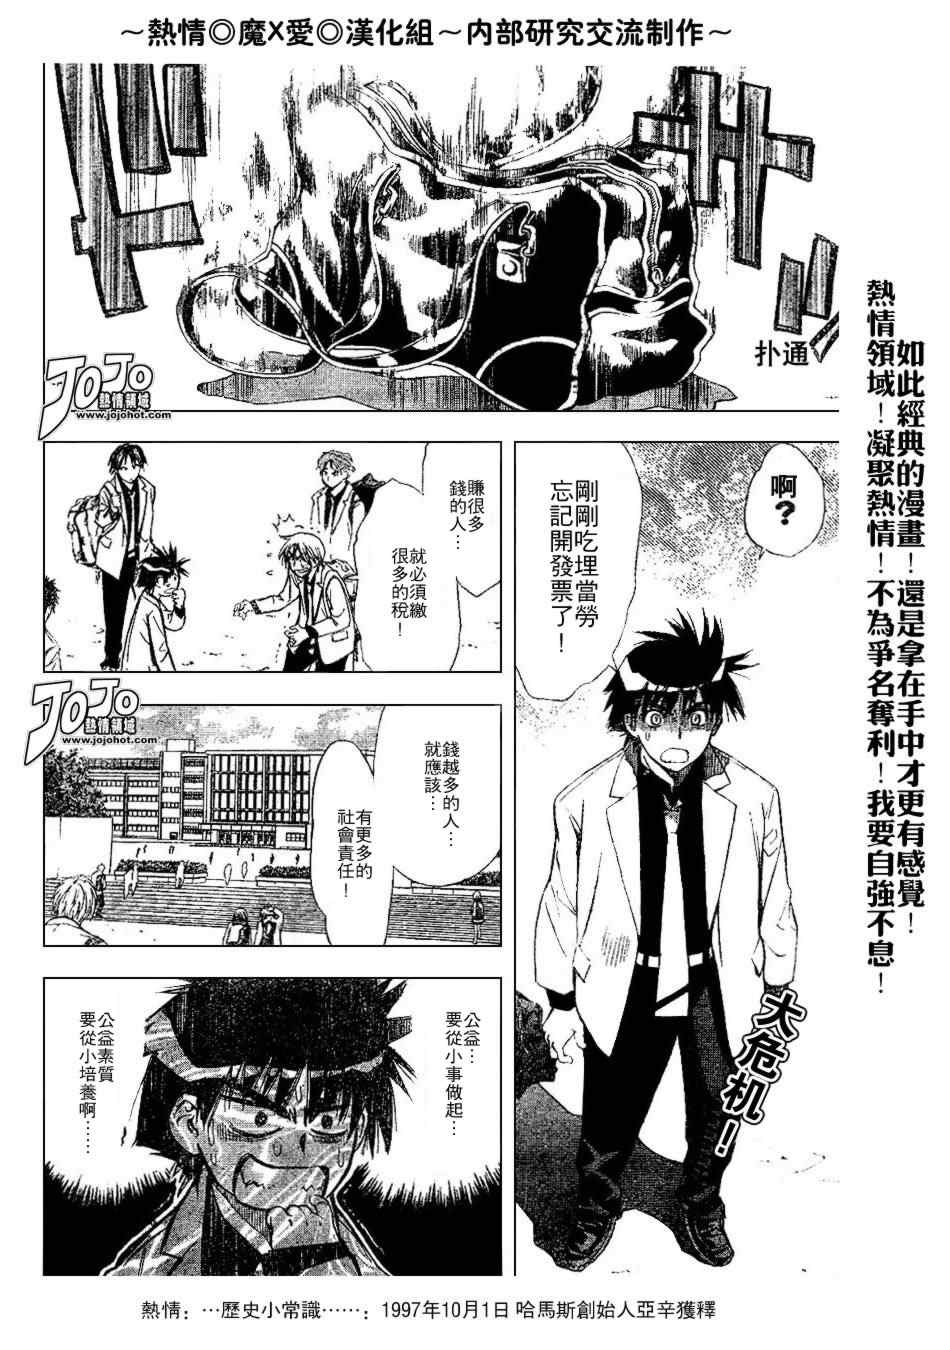 ～熱情◎魔X愛◎漢化組～内部研究交流制作～
扑通
JOJO
熱情領域
www.jojohot.com
如此經典的漫畫！還是拿在手中才更有感覺！
熱情領域！凝聚熱情！不為爭名奪利！我要自強不息！
啊？
剛剛吃埋當勞
忘記開發票了！
大危机！
賺很多
錢的人…
就必須繳
很多的稅！
JOJO
熱情領域
www.jojohot.com
錢越多的人…
就應該…
有更多的
社會責任！
公益…
要從小事做起…
公益素質
要從小培養啊……
熱情：…歷史小常識……：1997年10月1日 哈馬斯創始人亞辛獲釋